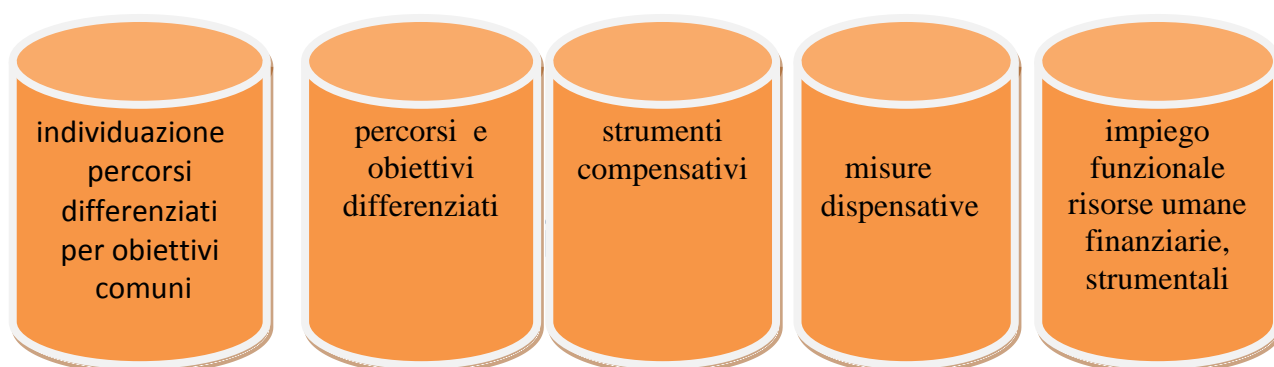 individuazione
percorsi
differenziati
per obiettivi
comuni
percorsi e
obiettivi
differenziati
strumenti
compensativi
misure
dispensative
impiego
funzionale
risorse umane
finanziarie,
strumentali